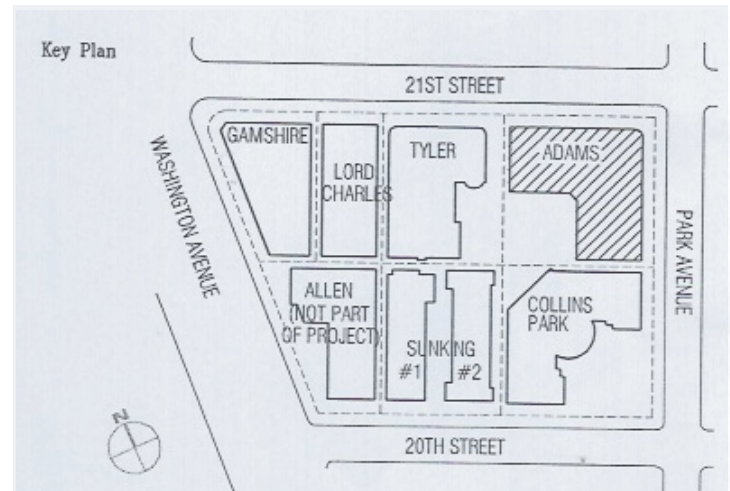 Key Plan
21ST STREET
WASHINGTON AVENUE
GAMSHIRE
LORD
CHARLES
TYLER
ADAMS
PARK AVENUE
ALLEN
(NOT PART
OF PROJECT)
SUNKING
#1
#2
COLLINS
PARK
N
20TH STREET